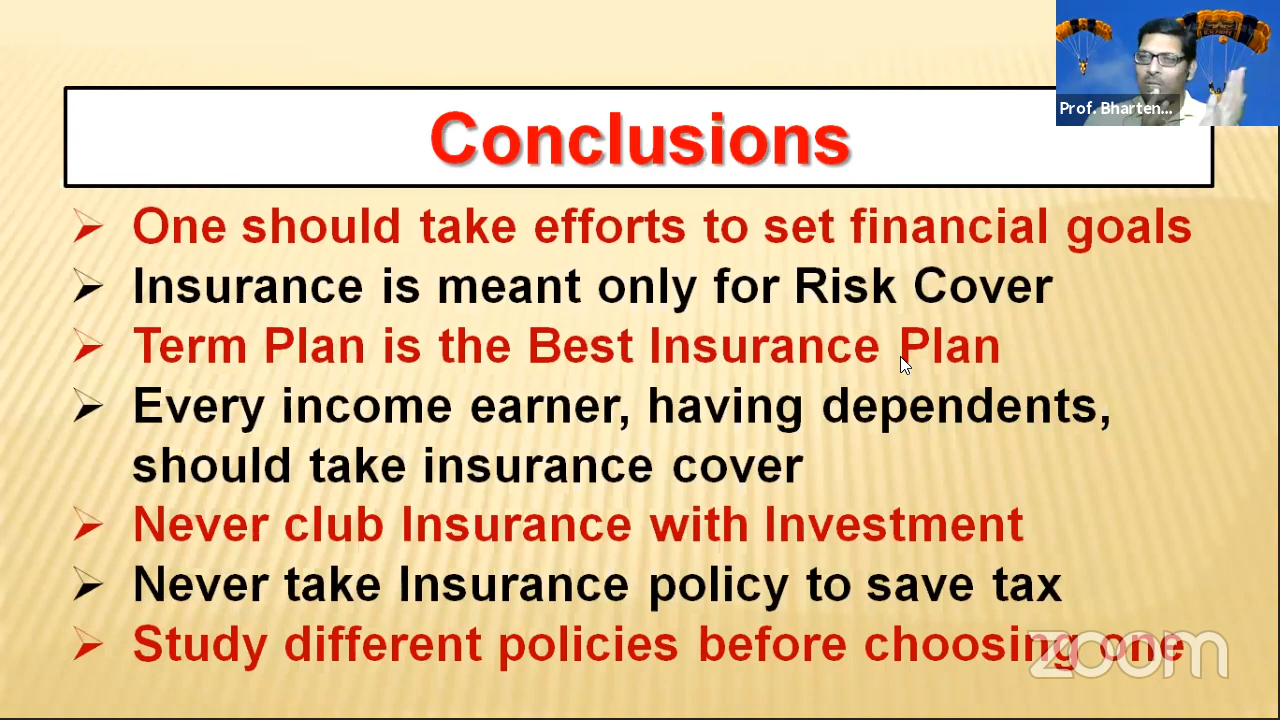 Prof. Bharten...
Conclusions
➢ One should take efforts to set financial goals
➢ Insurance is meant only for Risk Cover
➢ Term Plan is the Best Insurance Plan
➢ Every income earner, having dependents,
should take insurance cover
➢ Never club Insurance with Investment
➢ Never take Insurance policy to save tax
➢ Study different policies before choosing one
zoom